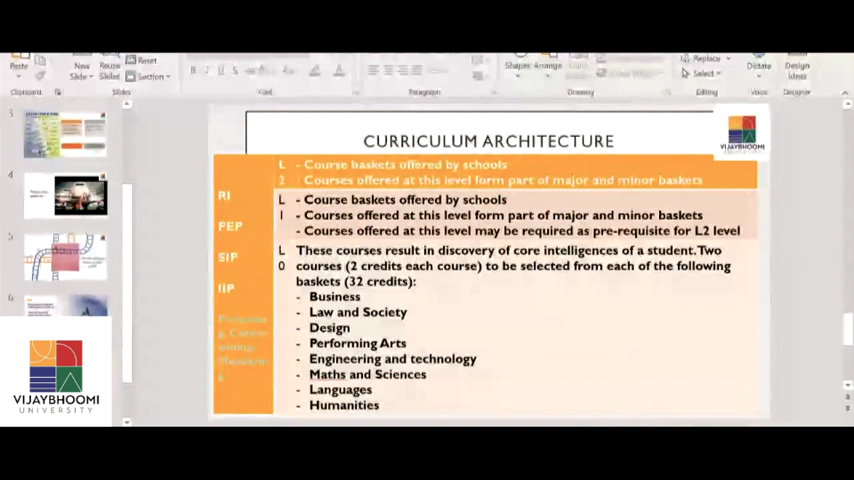 Paste
New
Slide
Reuse
Slides
Reset
Section
Shapes
Arrange
Replace
Select
Dictate
Design
Ideas
Clipboard
Slides
Font
Paragraph
Drawing
Editing
Voice
Designer
3
4
5
6
CURRICULUM ARCHITECTURE
VIJAYBHOOMI
RI
PEP
SIP
IIP
L - Course baskets offered by schools
2 - Courses offered at this level form part of major and minor baskets
L - Course baskets offered by schools
1 - Courses offered at this level form part of major and minor baskets
- Courses offered at this level may be required as pre-requisite for L2 level
L These courses result in discovery of core intelligences of a student. Two
0 courses (2 credits each course) to be selected from each of the following
baskets (32 credits):
- Business
- Law and Society
- Design
- Performing Arts
- Engineering and technology
- Maths and Sciences
- Languages
- Humanities
VIJAYBHOOMI
UNIVERSITY